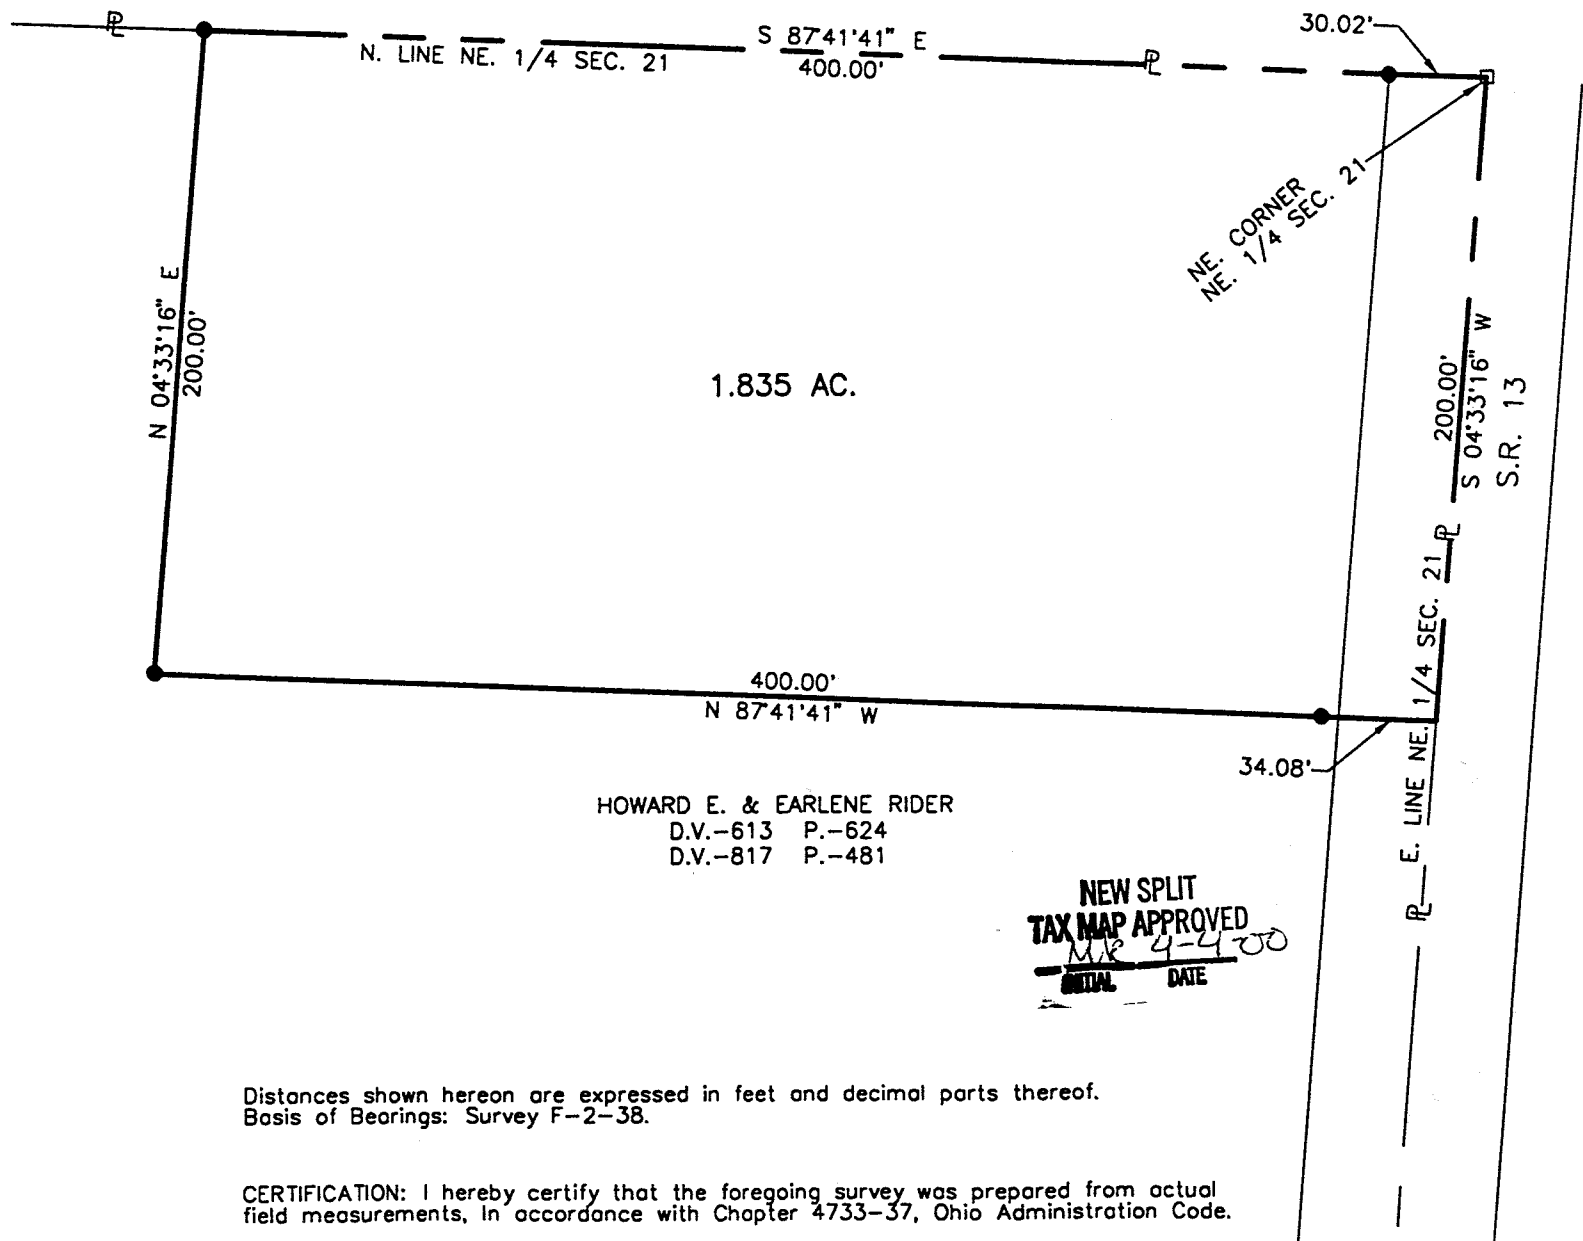 30.02'
PL
S 87°41'41" E
400.00'
N. LINE NE. 1/4 SEC. 21
PL
NE. CORNER
NE. 1/4 SEC. 21
N 04°33'16" E
200.00'
1.835 AC.
200.00'
S 04°33'16" W
S.R. 13
E. LINE NE. 1/4 SEC. 21
PL
PL
400.00'
N 87°41'41" W
34.08'
HOWARD E. & EARLENE RIDER
D.V.-613 P.-624
D.V.-817 P.-481
NEW SPLIT
TAX MAP APPROVED
4-4-00
INITIAL DATE
Distances shown hereon are expressed in feet and decimal parts thereof.
Basis of Bearings: Survey F-2-38.
CERTIFICATION: I hereby certify that the foregoing survey was prepared from actual
field measurements, In accordance with Chapter 4733-37, Ohio Administration Code.